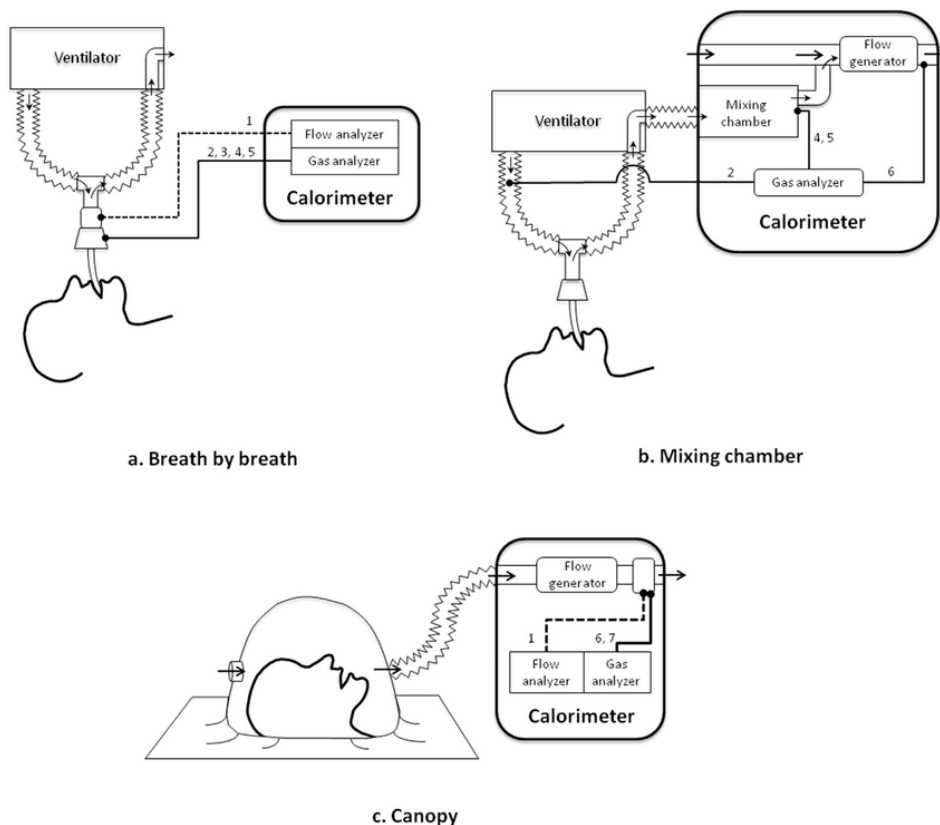 Ventilator
1
Flow analyzer
2, 3, 4, 5
Gas analyzer
Calorimeter
a. Breath by breath
Flow
generator
Ventilator
Mixing
chamber
4, 5
2
Gas analyzer
6
Calorimeter
b. Mixing chamber
Flow
generator
1
6, 7
Flow
analyzer
Gas
analyzer
Calorimeter
c. Canopy